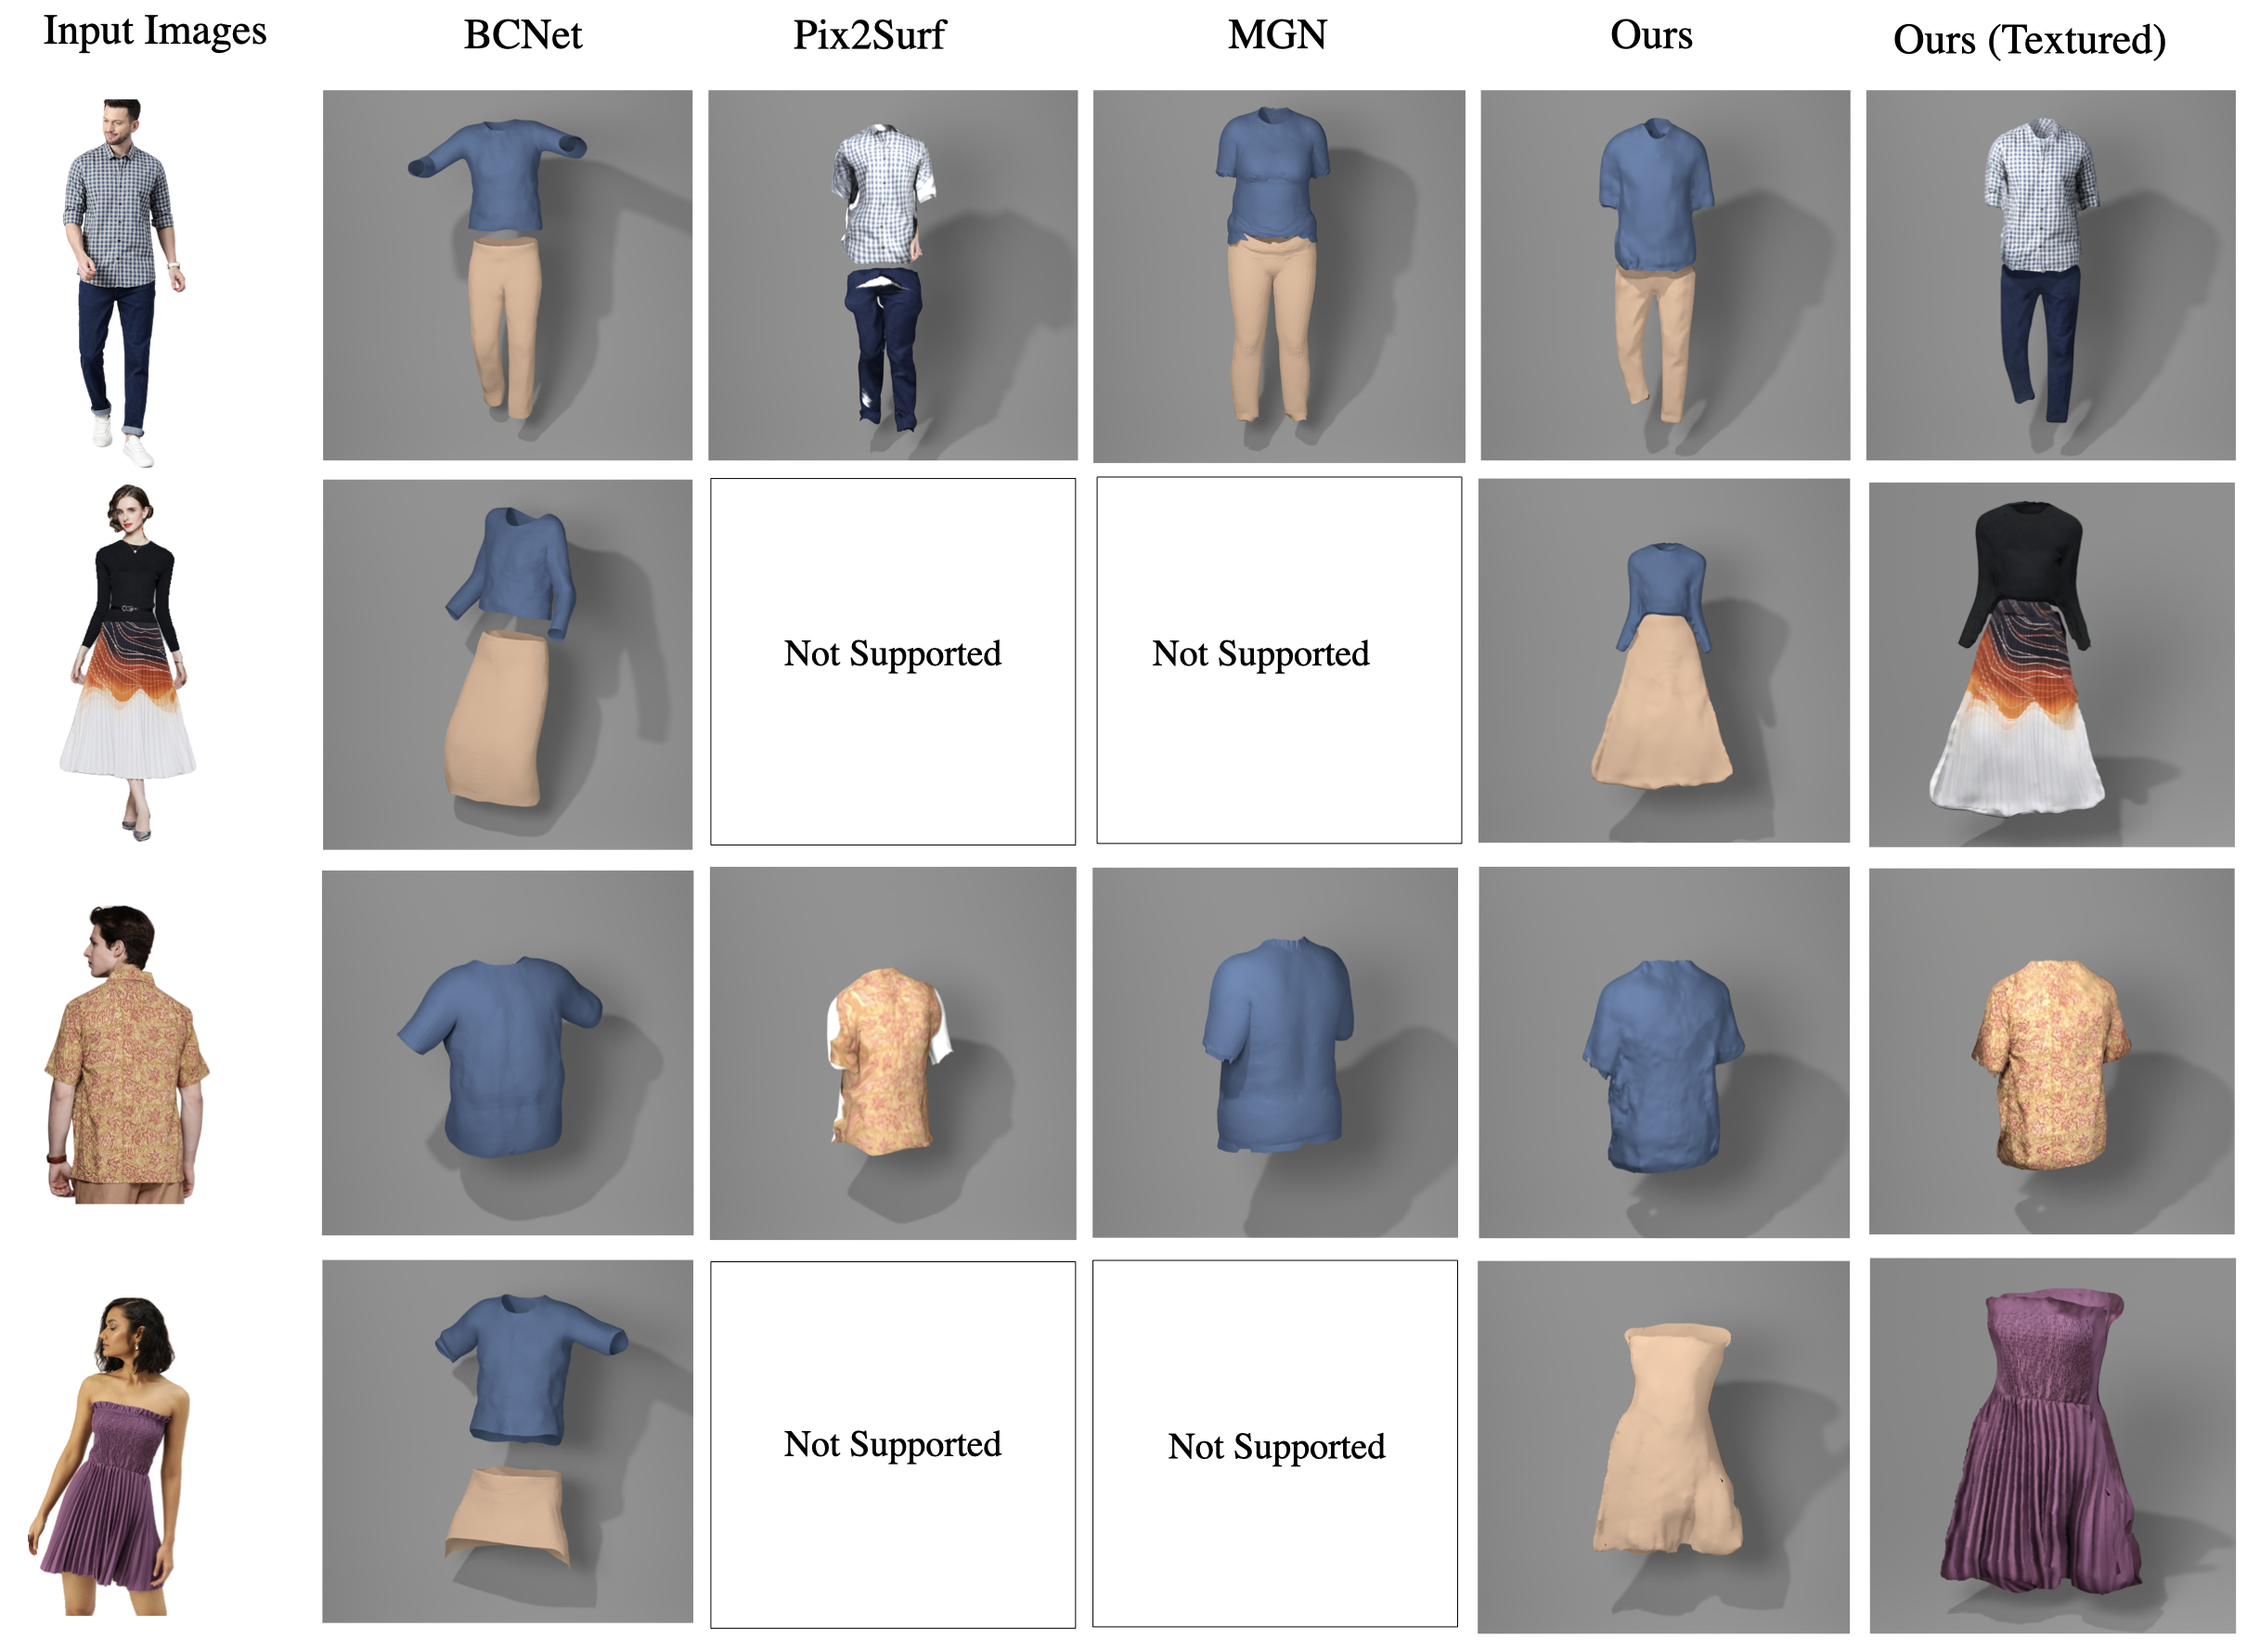 Input Images
BCNet
Pix2Surf
MGN
Ours
Ours (Textured)
Not Supported
Not Supported
Not Supported
Not Supported